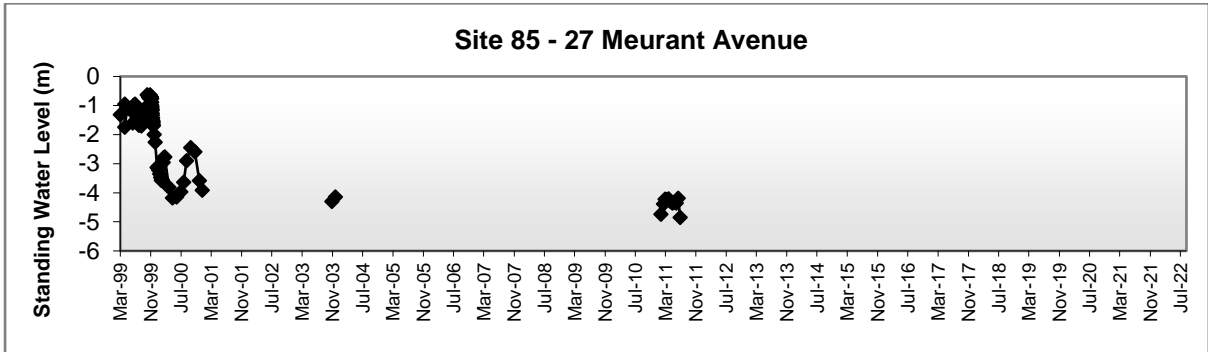 Site 85 - 27 Meurant Avenue
Standing Water Level (m)
0
-1
-2
-3
-4
-5
-6
Mar-99
Nov-99
Jul-00
Mar-01
Nov-01
Jul-02
Mar-03
Nov-03
Jul-04
Mar-05
Nov-05
Jul-06
Mar-07
Nov-07
Jul-08
Mar-09
Nov-09
Jul-10
Mar-11
Nov-11
Jul-12
Mar-13
Nov-13
Jul-14
Mar-15
Nov-15
Jul-16
Mar-17
Nov-17
Jul-18
Mar-19
Nov-19
Jul-20
Mar-21
Nov-21
Jul-22